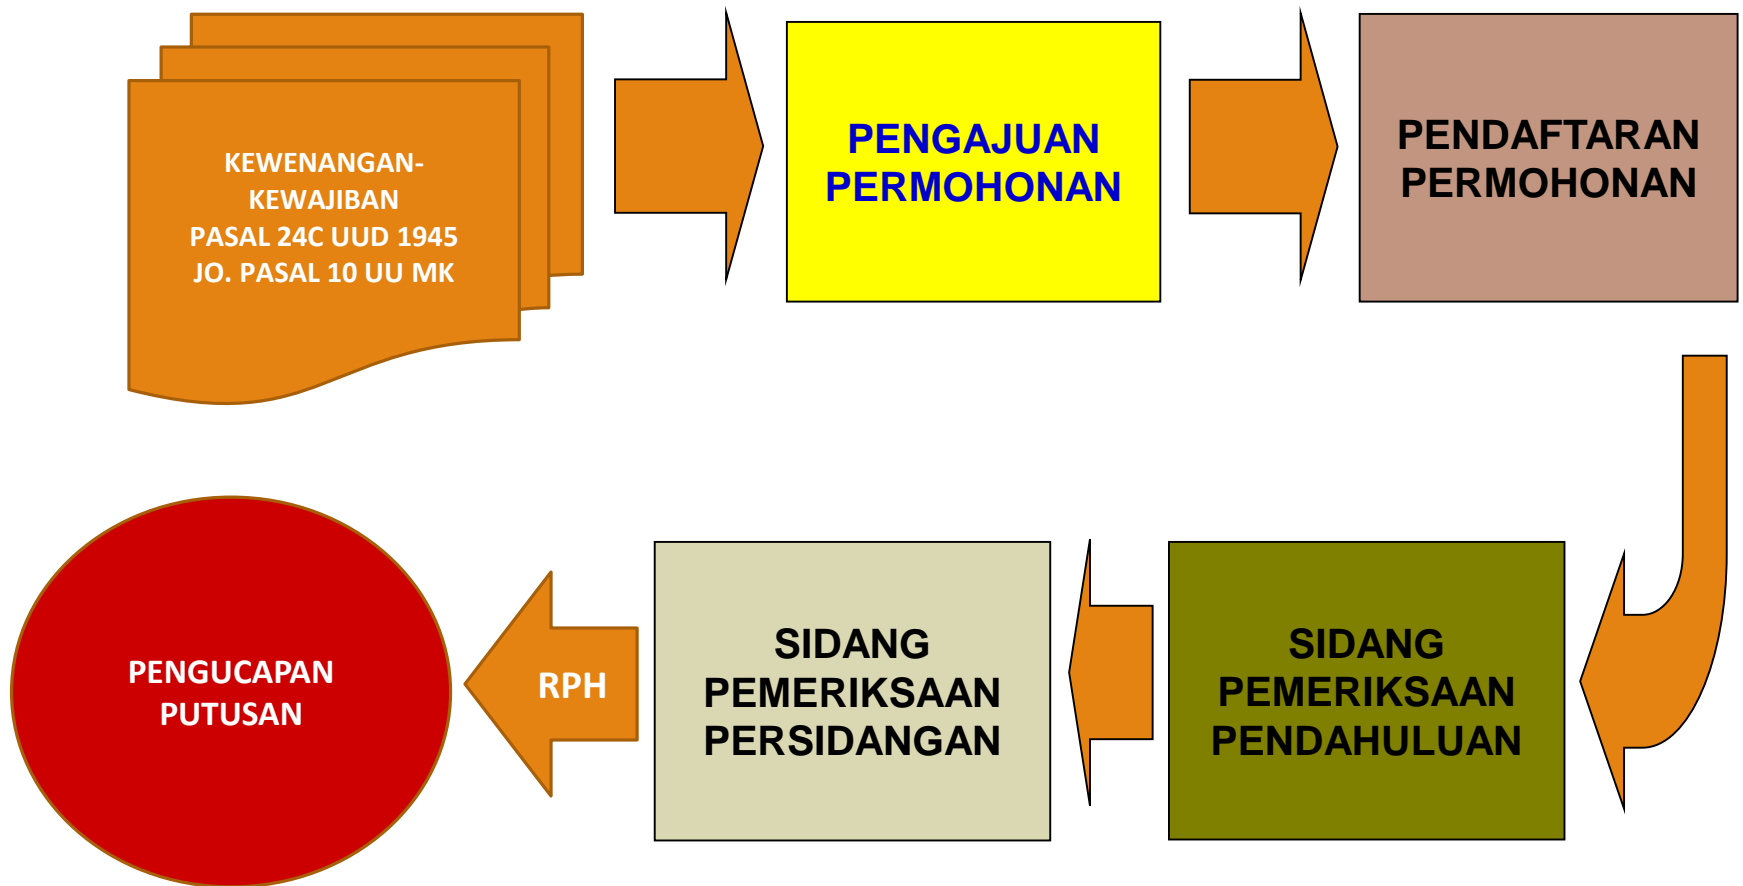 KEWENANGAN-
KEWAJIBAN
PASAL 24C UUD 1945
JO. PASAL 10 UU MK
PENGAJUAN
PERMOHONAN
PENDAFTARAN
PERMOHONAN
SIDANG
PEMERIKSAAN
PENDAHULUAN
SIDANG
PEMERIKSAAN
PERSIDANGAN
RPH
PENGUCAPAN
PUTUSAN